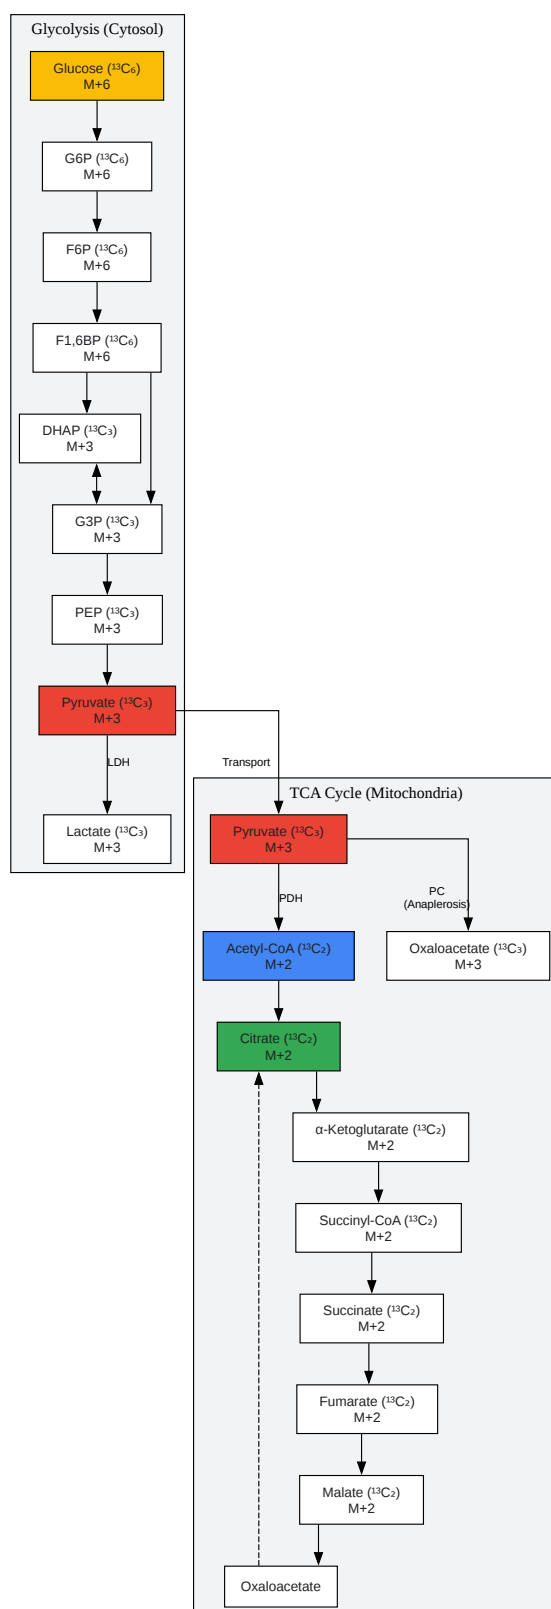 Glycolysis (Cytosol)
Glucose (¹³C₆)
M+6
G6P (¹³C₆)
M+6
F6P (¹³C₆)
M+6
F1,6BP (¹³C₆)
M+6
DHAP (¹³C₃)
M+3
G3P (¹³C₃)
M+3
PEP (¹³C₃)
M+3
Pyruvate (¹³C₃)
M+3
LDH
Transport
Lactate (¹³C₃)
M+3
TCA Cycle (Mitochondria)
Pyruvate (¹³C₃)
M+3
PDH
PC
(Anaplerosis)
Acetyl-CoA (¹³C₂)
M+2
Oxaloacetate (¹³C₃)
M+3
Citrate (¹³C₂)
M+2
α-Ketoglutarate (¹³C₂)
M+2
Succinyl-CoA (¹³C₂)
M+2
Succinate (¹³C₂)
M+2
Fumarate (¹³C₂)
M+2
Malate (¹³C₂)
M+2
Oxaloacetate